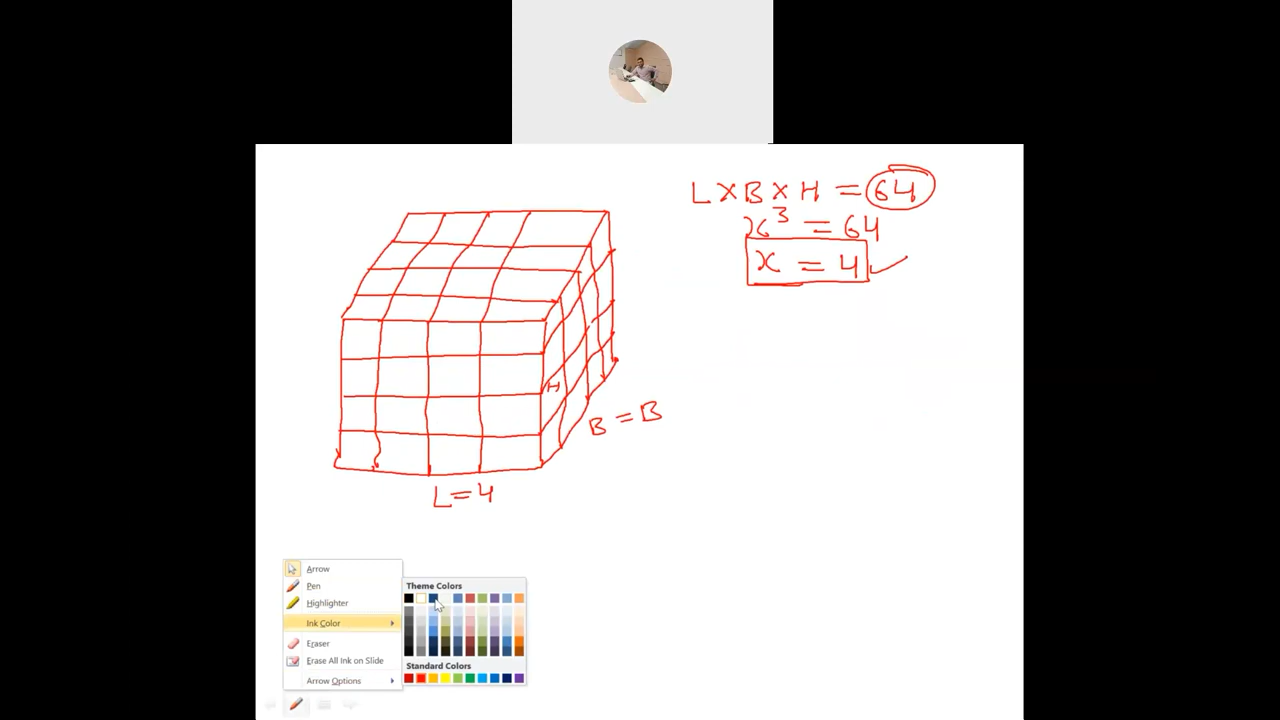 L × B × H = 64
x³ = 64
x = 4
H
B = B
L = 4
Arrow
Pen
Highlighter
Ink Color
Eraser
Erase All Ink on Slide
Arrow Options
Theme Colors
Standard Colors